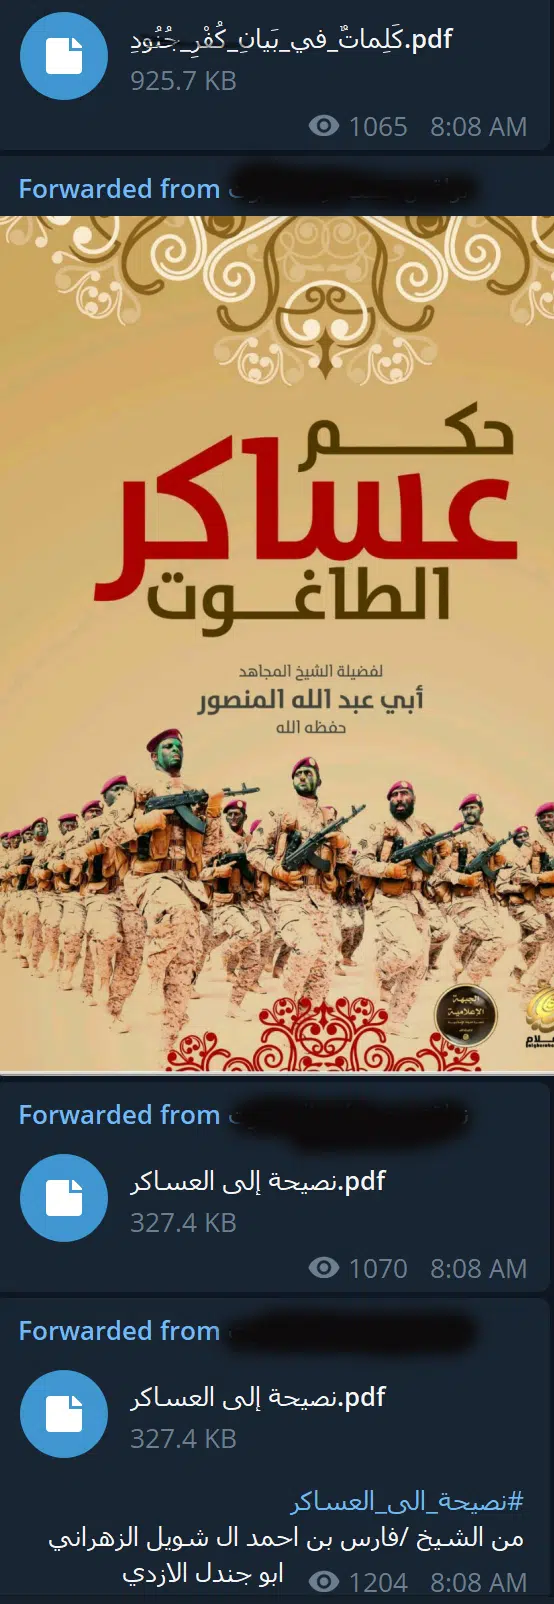 كَلِماتٌ_في_بَيانِ_كُفْرِ_جُنُودِ.pdf
925.7 KB
1065 8:08 AM
Forwarded from
حكم
عساكر
الطاغوت
لفضيلة الشيخ المجاهد
أبي عبد الله المنصور
حفظه الله
الجبهة
الإعلامية
Forwarded from
نصيحة إلى العساكر.pdf
327.4 KB
1070 8:08 AM
Forwarded from
نصيحة إلى العساكر.pdf
327.4 KB
#نصيحة_الى_العساكر
من الشيخ /فارس بن احمد ال شويل الزهراني
ابو جندل الازدي
1204 8:08 AM